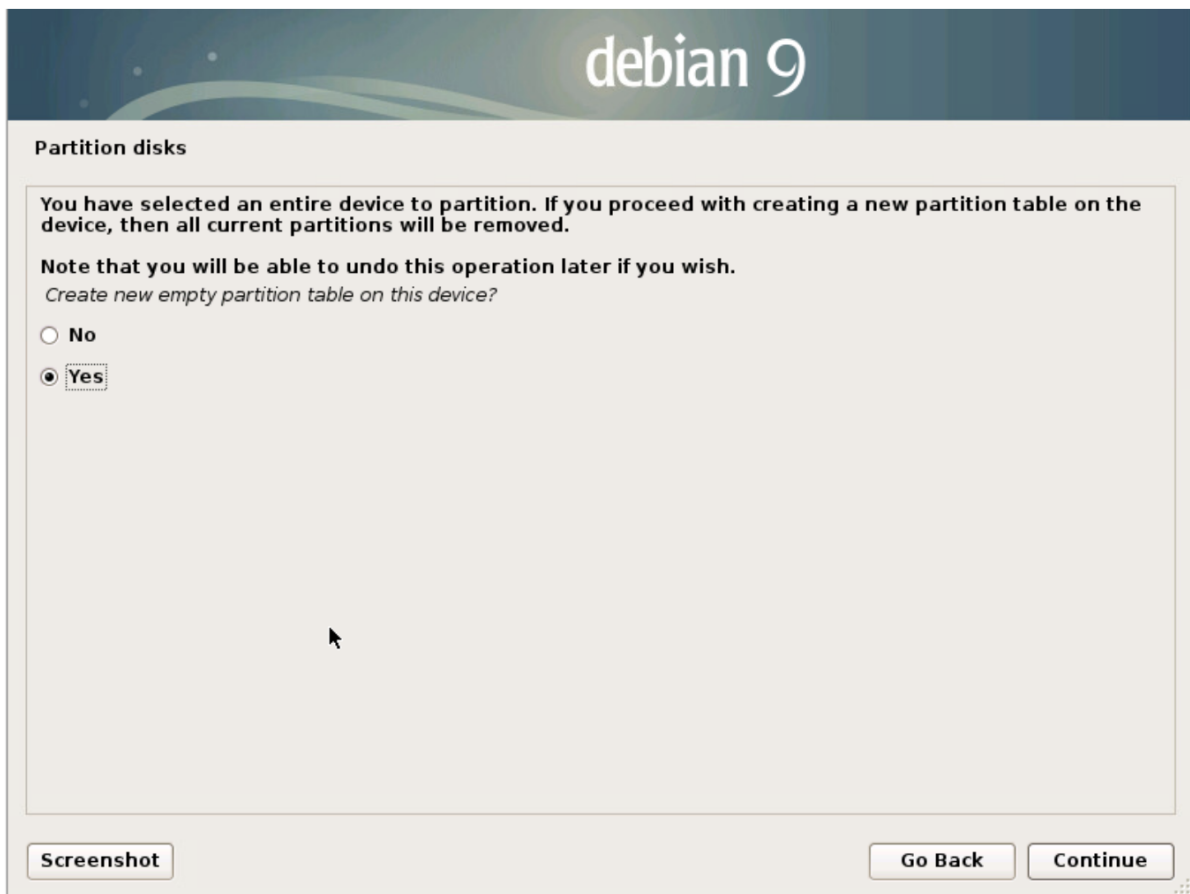 debian 9
Partition disks
You have selected an entire device to partition. If you proceed with creating a new partition table on the
device, then all current partitions will be removed.
Note that you will be able to undo this operation later if you wish.
Create new empty partition table on this device?
No
Yes
Screenshot
Go Back
Continue